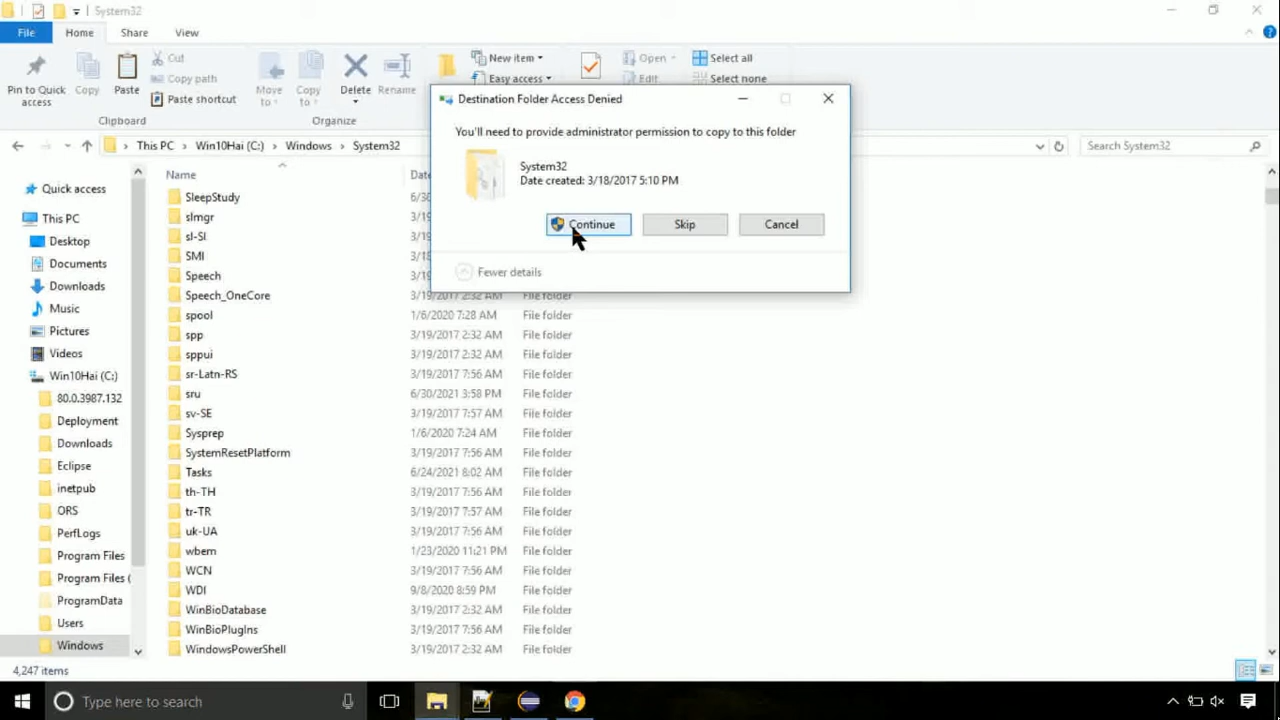 System32
File Home Share View
Pin to Quick access
Copy
Paste
Cut
Copy path
Paste shortcut
Clipboard
Move to
Copy to
Delete
Rename
Organize
New item
Easy access
Open
Edit
Select all
Select none
This PC Win10Hai (C:) Windows System32
Search System32
Destination Folder Access Denied
You'll need to provide administrator permission to copy to this folder
System32
Date created: 3/18/2017 5:10 PM
Continue Skip Cancel
Fewer details
Quick access
This PC
Desktop
Documents
Downloads
Music
Pictures
Videos
Win10Hai (C:)
80.0.3987.132
Deployment
Downloads
Eclipse
inetpub
ORS
PerfLogs
Program Files
Program Files (
ProgramData
Users
Windows
Name
SleepStudy
slmgr
sl-SI
SMI
Speech
Speech_OneCore 3/19/2017 2:32 AM File folder
spool 1/6/2020 7:28 AM File folder
spp 3/19/2017 2:32 AM File folder
sppui 3/19/2017 2:32 AM File folder
sr-Latn-RS 3/19/2017 7:56 AM File folder
sru 6/30/2021 3:58 PM File folder
sv-SE 3/19/2017 7:57 AM File folder
Sysprep 1/6/2020 7:24 AM File folder
SystemResetPlatform 3/19/2017 7:56 AM File folder
Tasks 6/24/2021 8:02 AM File folder
th-TH 3/19/2017 7:56 AM File folder
tr-TR 3/19/2017 7:57 AM File folder
uk-UA 3/19/2017 7:56 AM File folder
wbem 1/23/2020 11:21 PM File folder
WCN 3/19/2017 7:56 AM File folder
WDI 9/8/2020 8:59 PM File folder
WinBioDatabase 3/19/2017 2:32 AM File folder
WinBioPlugIns 3/19/2017 7:56 AM File folder
WindowsPowerShell 3/19/2017 2:32 AM File folder
4,247 items
Type here to search